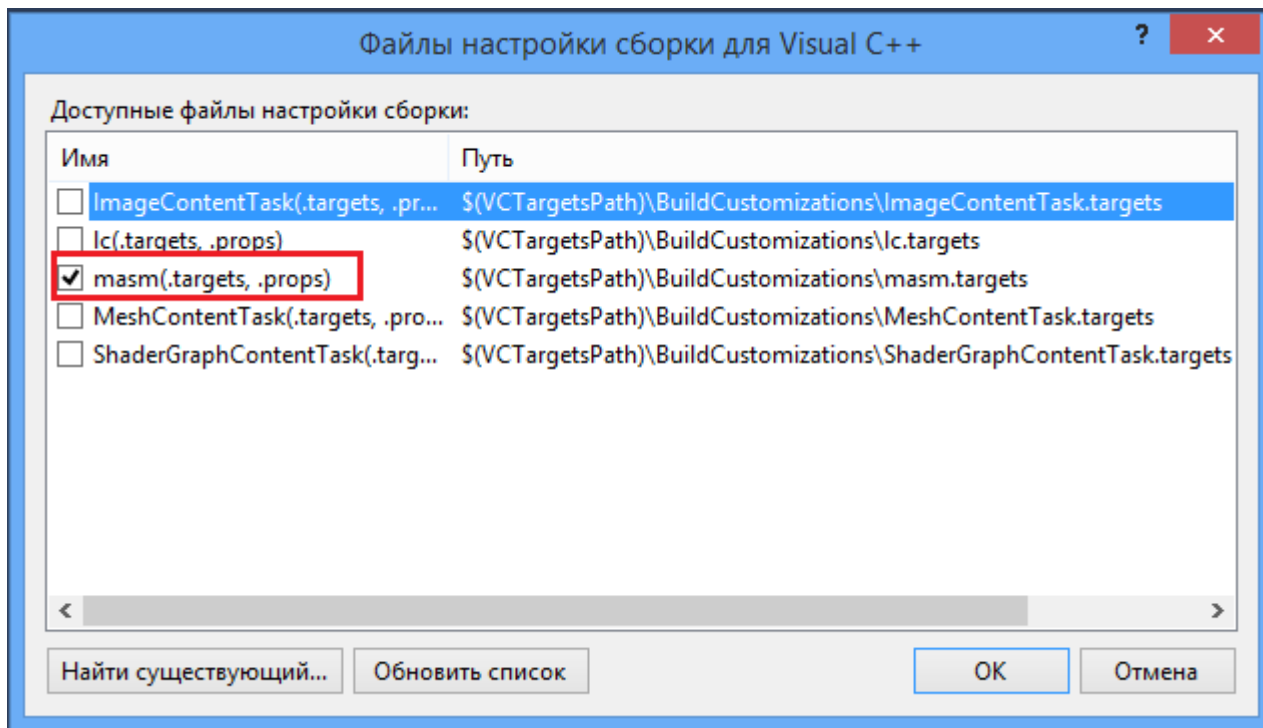 Файлы настройки сборки для Visual C++
?
Доступные файлы настройки сборки:
Имя Путь
ImageContentTask(.targets, .pr... $(VCTargetsPath)\BuildCustomizations\ImageContentTask.targets
lc(.targets, .props) $(VCTargetsPath)\BuildCustomizations\lc.targets
masm(.targets, .props) $(VCTargetsPath)\BuildCustomizations\masm.targets
MeshContentTask(.targets, .pro... $(VCTargetsPath)\BuildCustomizations\MeshContentTask.targets
ShaderGraphContentTask(.targ... $(VCTargetsPath)\BuildCustomizations\ShaderGraphContentTask.targets
Найти существующий... Обновить список ОК Отмена